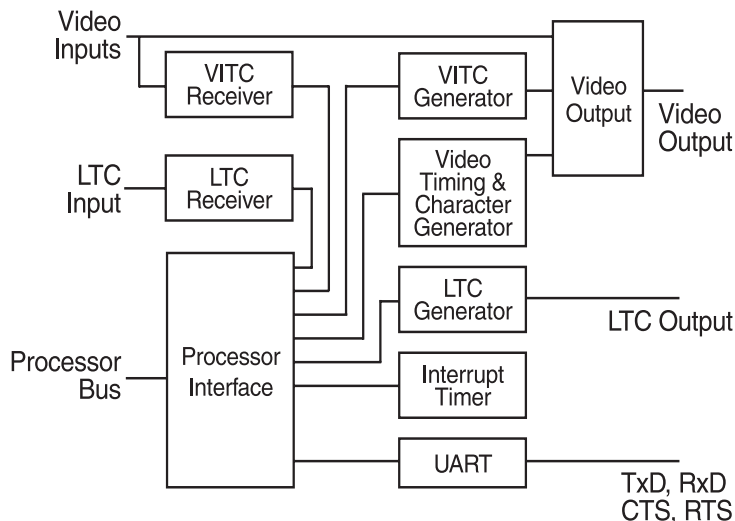 Video
Inputs
VITC
Receiver
VITC
Generator
Video
Output
Video
Output
LTC
Input
LTC
Receiver
Video
Timing &
Character
Generator
LTC
Generator
LTC Output
Processor
Bus
Processor
Interface
Interrupt
Timer
UART
TxD, RxD
CTS, RTS